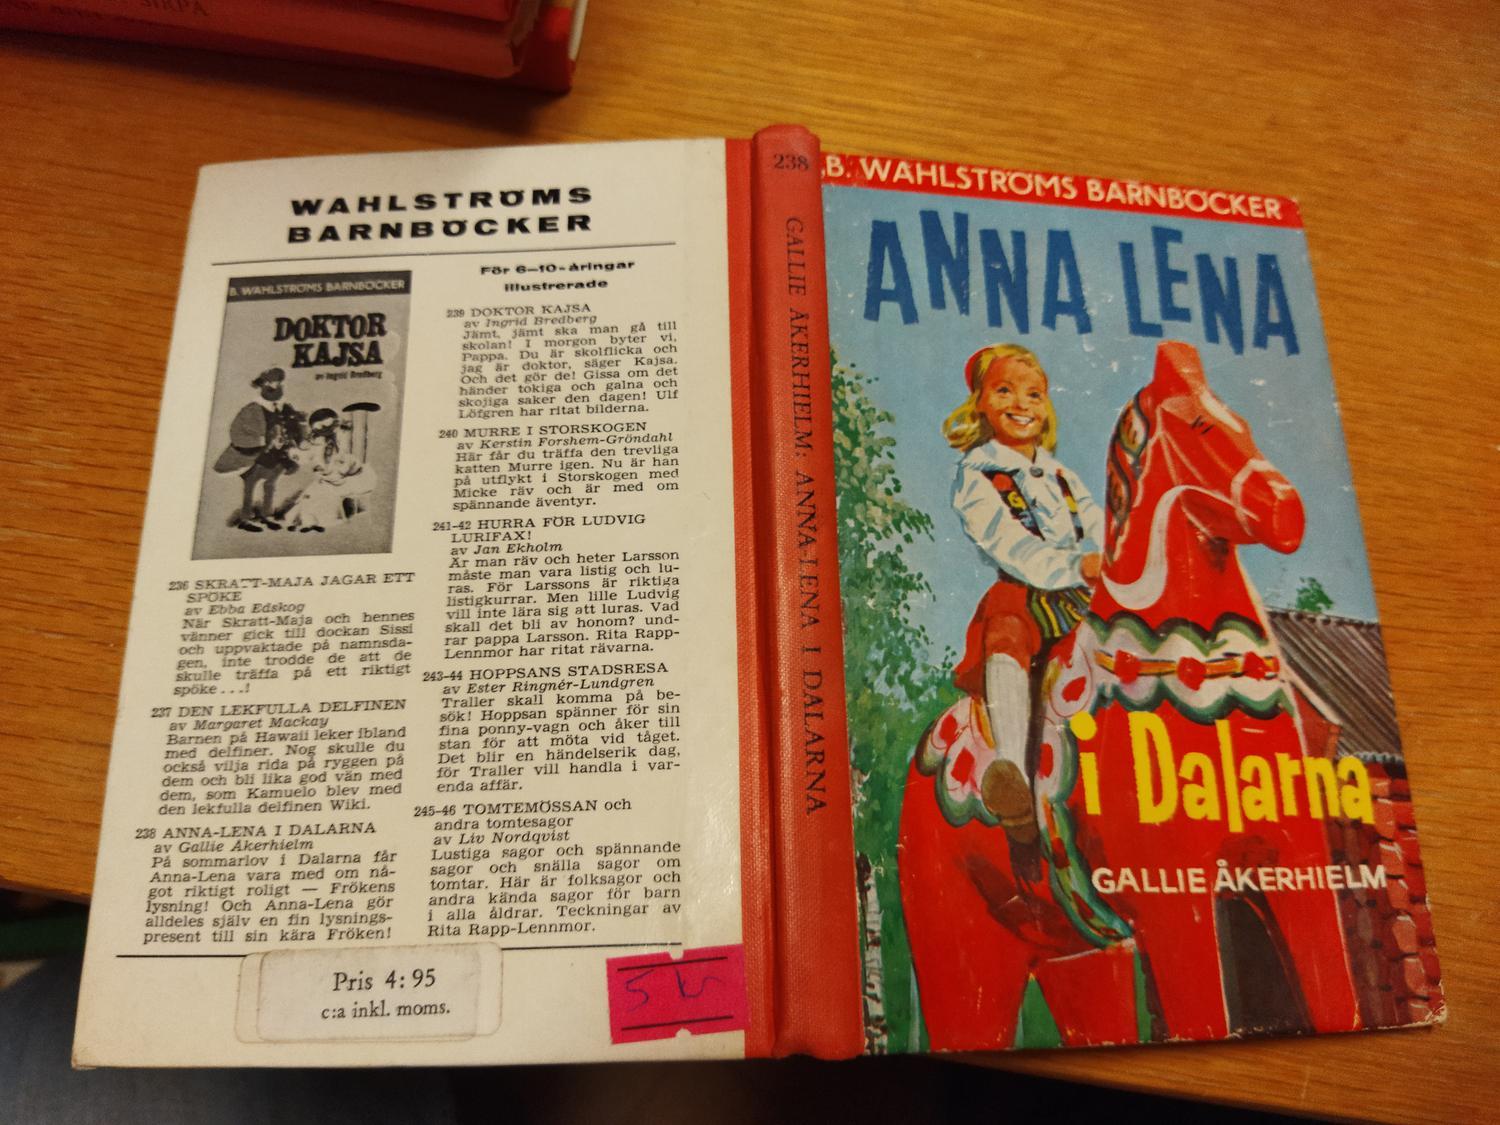 SIRPA
WAHLSTRÖMS
BARNBÖCKER
B. WAHLSTRÖMS BARNBÖCKER
DOKTOR
KAJSA
av Ingrid Bredberg
236 SKRATT-MAJA JAGAR ETT
SPÖKE
av Ebba Edskog
När Skratt-Maja och hennes
vänner gick till dockan Sissi
och uppvaktade på namnsda-
gen, inte trodde de att de
skulle träffa på ett riktigt
spöke...!
237 DEN LEKFULLA DELFINEN
av Margaret Mackay
Barnen på Hawaii leker ibland
med delfiner. Nog skulle du
också vilja rida på ryggen på
dem och bli lika god vän med
dem, som Kamuelo blev med
den lekfulla delfinen Wiki.
238 ANNA-LENA I DALARNA
av Gallie Åkerhielm
På sommarlov i Dalarna får
Anna-Lena vara med om nå-
got riktigt roligt — Frökens
lysning! Och Anna-Lena gör
alldeles själv en fin lysnings-
present till sin kära Fröken!
För 6–10-åringar
illustrerade
239 DOKTOR KAJSA
av Ingrid Bredberg
Jämt, jämt ska man gå till
skolan! I morgon byter vi,
Pappa. Du är skolflicka och
jag är doktor, säger Kajsa.
Och det gör de! Gissa om det
händer tokiga och galna och
skojiga saker den dagen! Ulf
Löfgren har ritat bilderna.
240 MURRE I STORSKOGEN
av Kerstin Forshem-Gröndahl
Här får du träffa den trevliga
katten Murre igen. Nu är han
på utflykt i Storskogen med
Micke räv och är med om
spännande äventyr.
241-42 HURRA FÖR LUDVIG
LURIFAX!
av Jan Ekholm
Är man räv och heter Larsson
måste man vara listig och lu-
ras. För Larssons är riktiga
listigkurrar. Men lille Ludvig
vill inte lära sig att luras. Vad
skall det bli av honom? und-
rar pappa Larsson. Rita Rapp-
Lennmor har ritat rävarna.
243-44 HOPPSANS STADSRESA
av Ester Ringnér-Lundgren
Traller skall komma på be-
sök! Hoppsan spänner för sin
fina ponny-vagn och åker till
stan för att möta vid tåget.
Det blir en händelserik dag,
för Traller vill handla i var-
enda affär.
245-46 TOMTEMÖSSAN och
andra tomtesagor
av Liv Nordqvist
Lustiga sagor och spännande
sagor och snälla sagor om
tomtar. Här är folksagor och
andra kända sagor för barn
i alla åldrar. Teckningar av
Rita Rapp-Lennmor.
Pris 4:95
c:a inkl. moms.
5 kr
238
GALLIE ÅKERHIELM: ANNA-LENA I DALARNA
B. WAHLSTRÖMS BARNBÖCKER
ANNA LENA
i Dalarna
GALLIE ÅKERHIELM